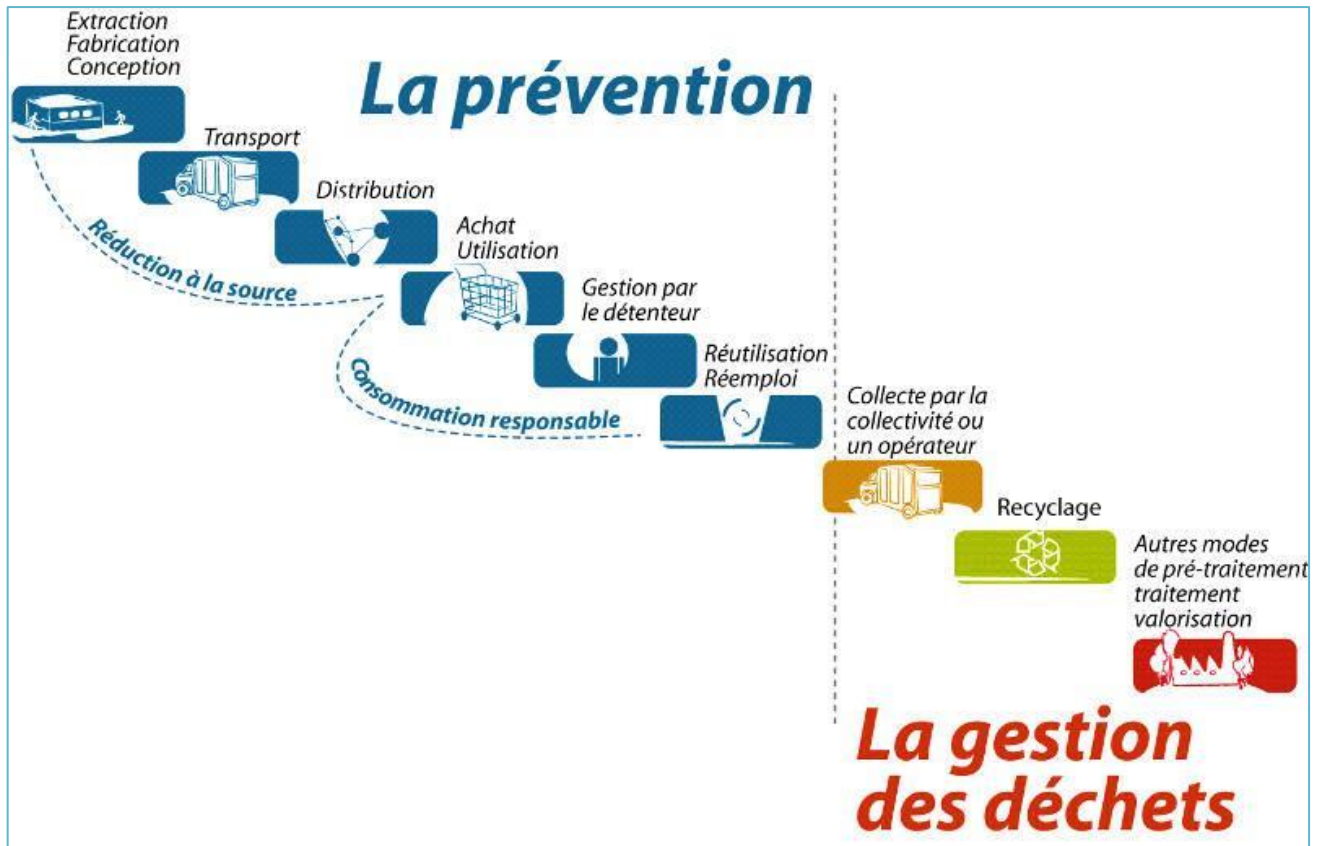 Extraction
Fabrication
Conception
La prévention
Transport
Distribution
Réduction à la source
Achat
Utilisation
Gestion par
le détenteur
Consommation responsable
Réutilisation
Réemploi
Collecte par la
collectivité ou
un opérateur
Recyclage
Autres modes
de pré-traitement
traitement
valorisation
La gestion
des déchets